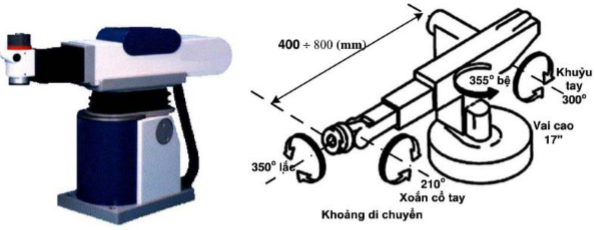 400 ÷ 800 (mm)
355° bệ
Khuỷu
tay
300°
Vai cao
17"
350° lắc
210°
Xoắn cổ tay
Khoảng di chuyển